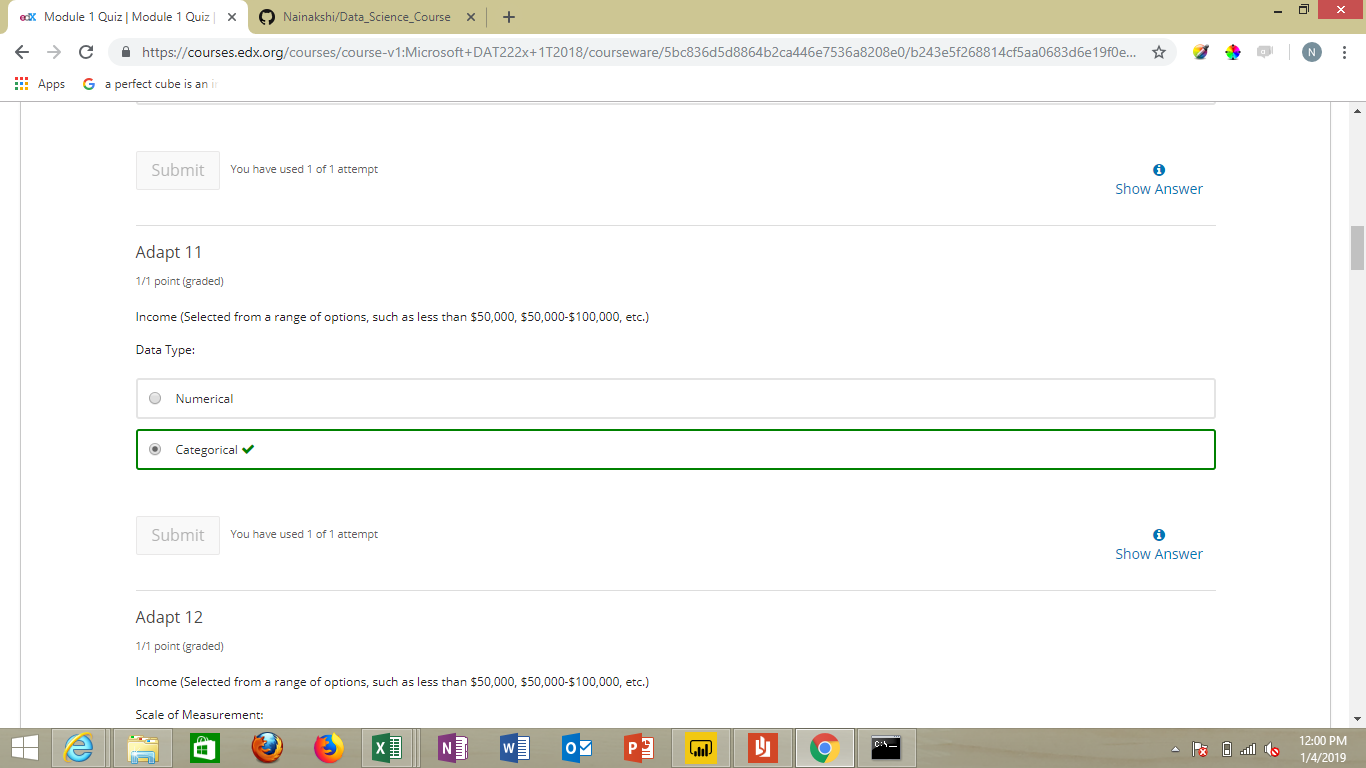 edX Module 1 Quiz | Module 1 Quiz |
Nainakshi/Data_Science_Course
https://courses.edx.org/courses/course-v1:Microsoft+DAT222x+1T2018/courseware/5bc836d5d8864b2ca446e7536a8208e0/b243e5f268814cf5aa0683d6e19f0e...
N
Apps
G a perfect cube is an i
Submit You have used 1 of 1 attempt
Show Answer
Adapt 11
1/1 point (graded)
Income (Selected from a range of options, such as less than $50,000, $50,000-$100,000, etc.)
Data Type:
Numerical
Categorical
Submit You have used 1 of 1 attempt
Show Answer
Adapt 12
1/1 point (graded)
Income (Selected from a range of options, such as less than $50,000, $50,000-$100,000, etc.)
Scale of Measurement:
12:00 PM
1/4/2019